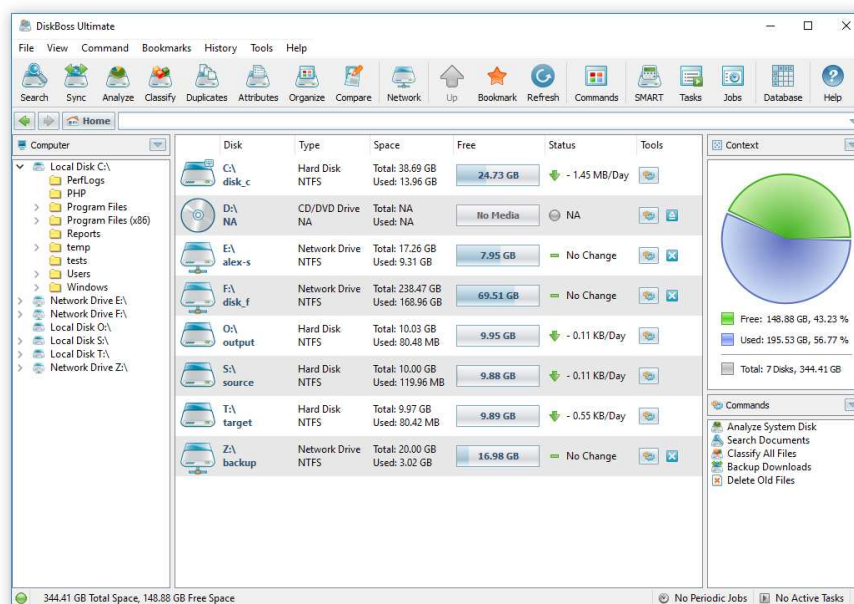 DiskBoss Ultimate
File View Command Bookmarks History Tools Help
Search Sync Analyze Classify Duplicates Attributes Organize Compare Network Up Bookmark Refresh Commands SMART Tasks Jobs Database Help
Home
Computer
Local Disk C:\
PerfLogs
PHP
Program Files
Program Files (x86)
Reports
temp
tests
Users
Windows
Network Drive E:\
Network Drive F:\
Local Disk O:\
Local Disk S:\
Local Disk T:\
Network Drive Z:\
Disk Type Space Free Status Tools
C:\ Hard Disk Total: 38.69 GB
disk_c NTFS Used: 13.96 GB
24.73 GB - 1.45 MB/Day
D:\ CD/DVD Drive Total: NA
NA NA Used: NA
No Media NA
E:\ Network Drive Total: 17.26 GB
alex-s NTFS Used: 9.31 GB
7.95 GB No Change
F:\ Network Drive Total: 238.47 GB
disk_f NTFS Used: 168.96 GB
69.51 GB No Change
O:\ Hard Disk Total: 10.03 GB
output NTFS Used: 80.48 MB
9.95 GB - 0.11 KB/Day
S:\ Hard Disk Total: 10.00 GB
source NTFS Used: 119.96 MB
9.88 GB - 0.11 KB/Day
T:\ Hard Disk Total: 9.97 GB
target NTFS Used: 80.42 MB
9.89 GB - 0.55 KB/Day
Z:\ Network Drive Total: 20.00 GB
backup NTFS Used: 3.02 GB
16.98 GB No Change
Context
Free: 148.88 GB, 43.23 %
Used: 195.53 GB, 56.77 %
Total: 7 Disks, 344.41 GB
Commands
Analyze System Disk
Search Documents
Classify All Files
Backup Downloads
Delete Old Files
344.41 GB Total Space, 148.88 GB Free Space
No Periodic Jobs
No Active Tasks